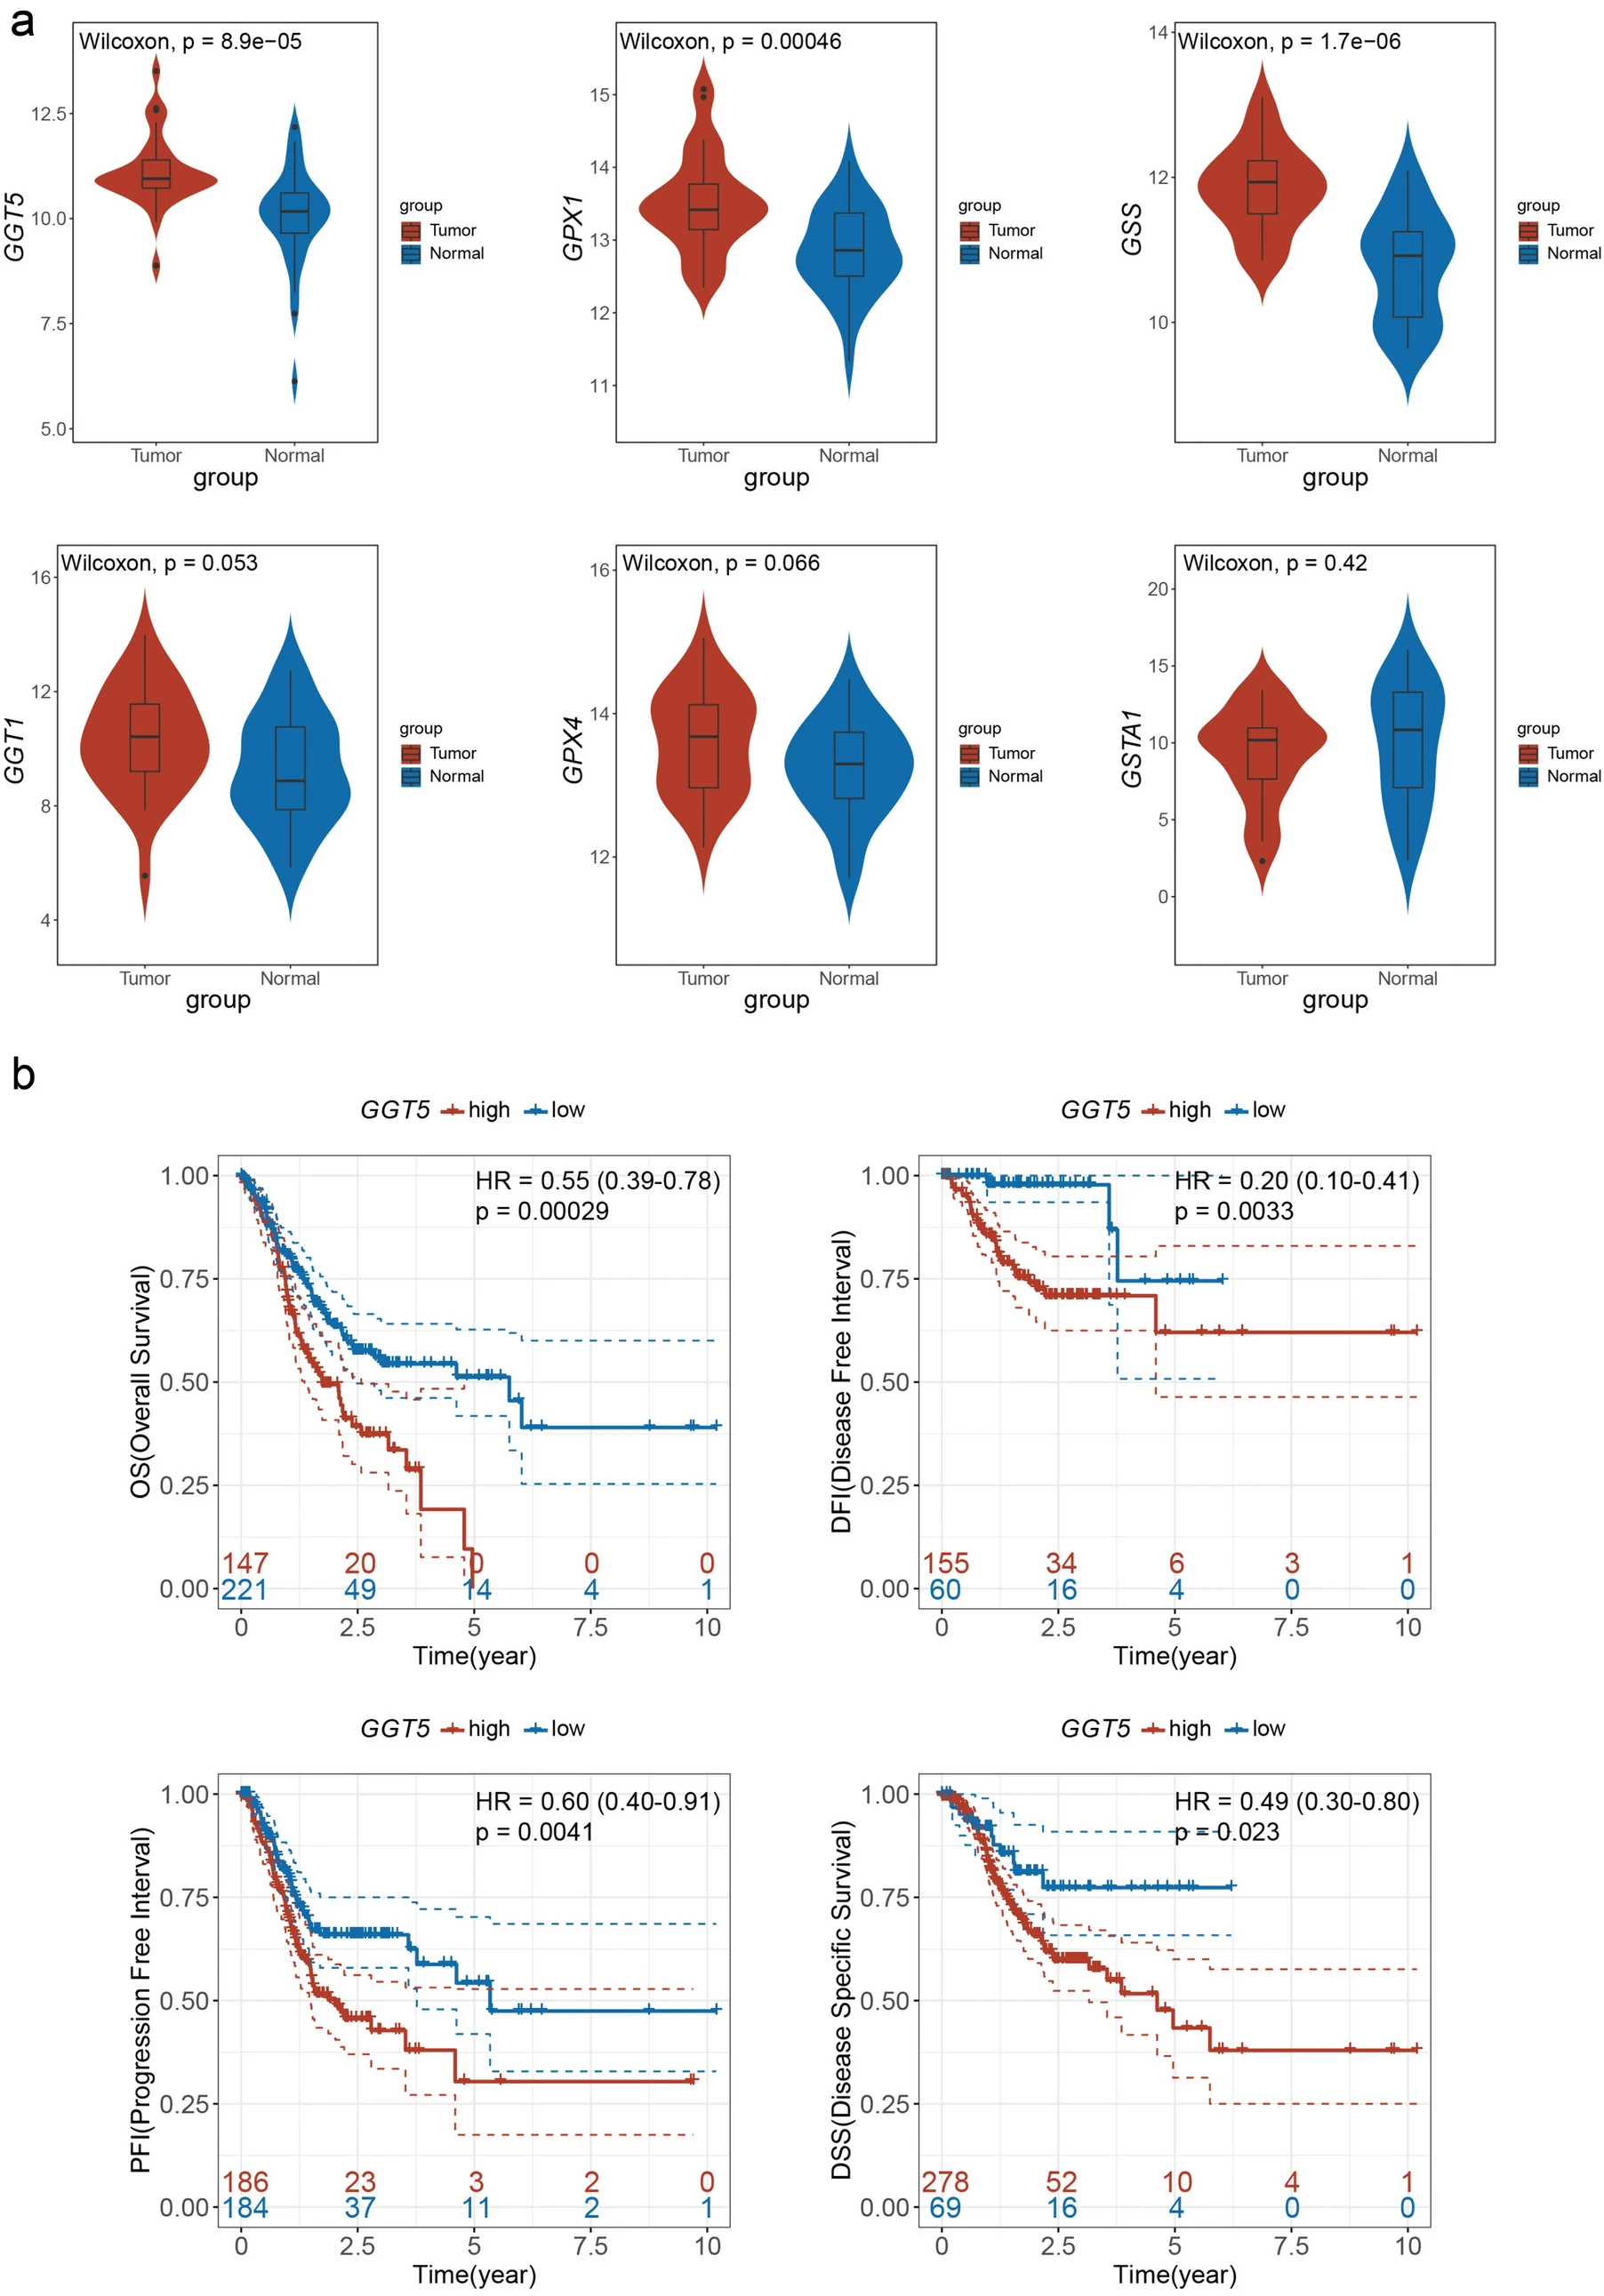 a
Wilcoxon, p = 8.9e−05
12.5
10.0
7.5
5.0
GGT5
Tumor
Normal
group
group
Tumor
Normal
Wilcoxon, p = 0.00046
15
14
13
12
11
GPX1
Tumor
Normal
group
group
Tumor
Normal
Wilcoxon, p = 1.7e−06
14
12
10
GSS
Tumor
Normal
group
group
Tumor
Normal
Wilcoxon, p = 0.053
16
12
8
4
GGT1
Tumor
Normal
group
group
Tumor
Normal
Wilcoxon, p = 0.066
16
14
12
GPX4
Tumor
Normal
group
group
Tumor
Normal
Wilcoxon, p = 0.42
20
15
10
5
0
GSTA1
Tumor
Normal
group
group
Tumor
Normal
b
GGT5 high low
HR = 0.55 (0.39-0.78)
p = 0.00029
1.00
0.75
0.50
0.25
0.00
OS(Overall Survival)
147 20 0 0 0
221 49 14 4 1
0 2.5 5 7.5 10
Time(year)
GGT5 high low
HR = 0.20 (0.10-0.41)
p = 0.0033
1.00
0.75
0.50
0.25
0.00
DFI(Disease Free Interval)
155 34 6 3 1
60 16 4 0 0
0 2.5 5 7.5 10
Time(year)
GGT5 high low
HR = 0.60 (0.40-0.91)
p = 0.0041
1.00
0.75
0.50
0.25
0.00
PFI(Progression Free Interval)
186 23 3 2 0
184 37 11 2 1
0 2.5 5 7.5 10
Time(year)
GGT5 high low
HR = 0.49 (0.30-0.80)
p = 0.023
1.00
0.75
0.50
0.25
0.00
DSS(Disease Specific Survival)
278 52 10 4 1
69 16 4 0 0
0 2.5 5 7.5 10
Time(year)